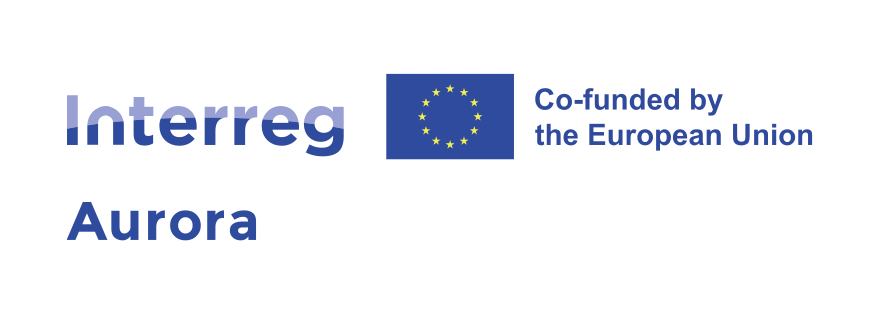 Interreg
Co-funded by
the European Union
Aurora